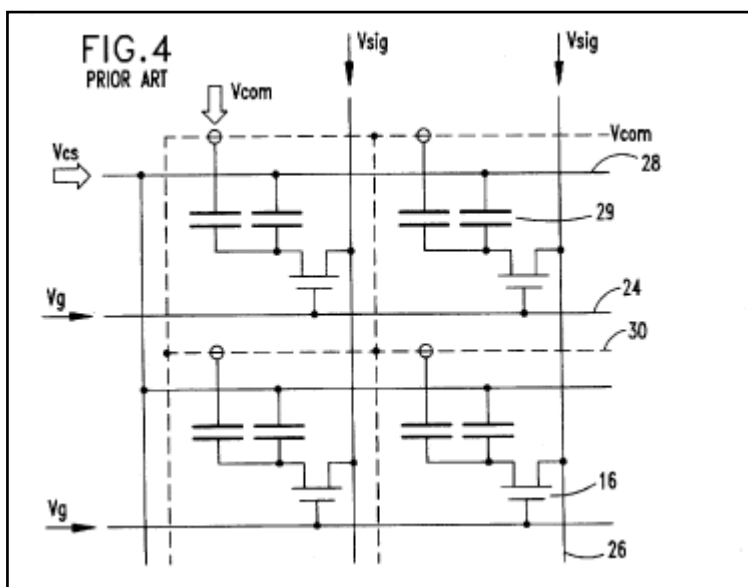 FIG.4
PRIOR ART
Vsig
Vsig
Vcom
Vcom
Vcs
28
29
Vg
24
30
16
Vg
26